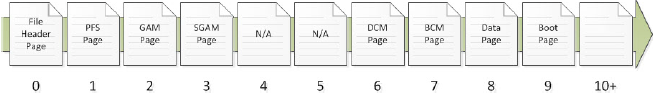 File
Header
Page
PFS
Page
GAM
Page
SGAM
Page
N/A
N/A
DCM
Page
BCM
Page
Data
Page
Boot
Page
0 1 2 3 4 5 6 7 8 9 10+